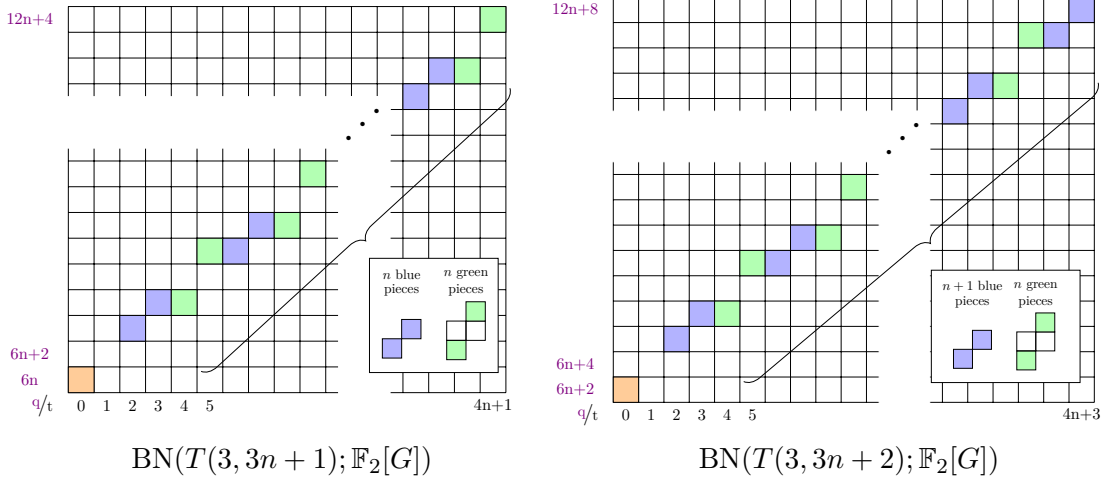 12n+4
6n+2
6n
q/t 0 1 2 3 4 5 4n+1
n blue pieces
n green pieces
BN(T(3, 3n + 1); 𝔽₂[G])
12n+8
6n+4
6n+2
q/t 0 1 2 3 4 5 4n+3
n + 1 blue pieces
n green pieces
BN(T(3, 3n + 2); 𝔽₂[G])